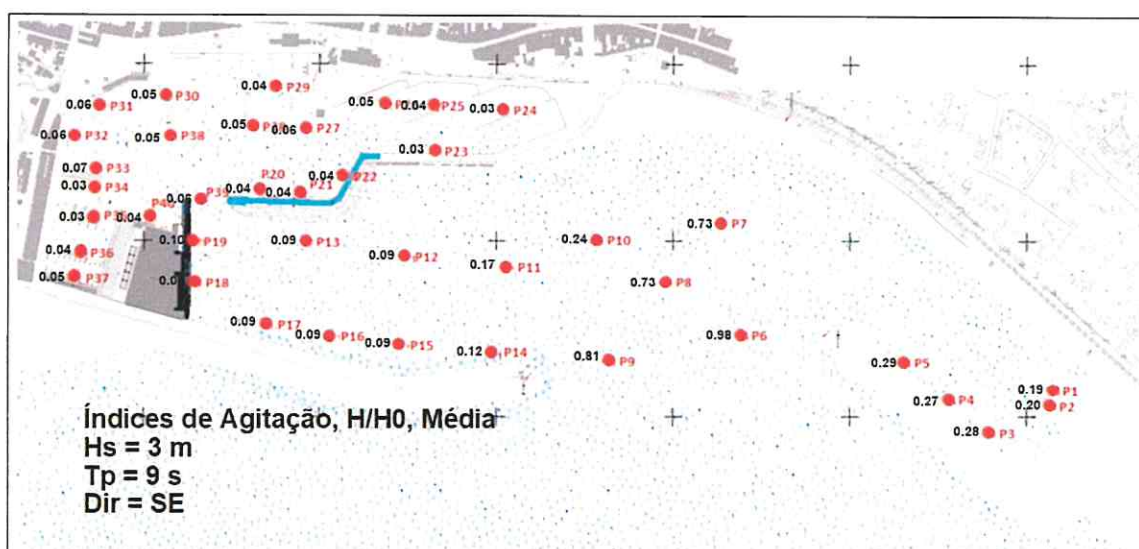 0.04 P29
0.05 P30
0.06 P31
0.05 P
0.04 P25
0.03 P24
0.05
0.06 P27
0.06 P32
0.05 P38
0.03 P23
0.07 P33
0.04 P22
0.03 P34
0.04 P20
0.04 P21
P39
0.03
0.04
0.73 P7
0.10 P19
0.09 P13
0.24 P10
0.04 P36
0.09 P12
0.17 P11
0.05 P37
0.0 P18
0.73 P8
0.09 P17
0.09 P16
0.98 P6
0.09 P15
0.12 P14
0.81 P9
0.29 P5
0.19 P1
0.27 P4
0.20 P2
0.28 P3
Índices de Agitação, H/H0, Média
Hs = 3 m
Tp = 9 s
Dir = SE